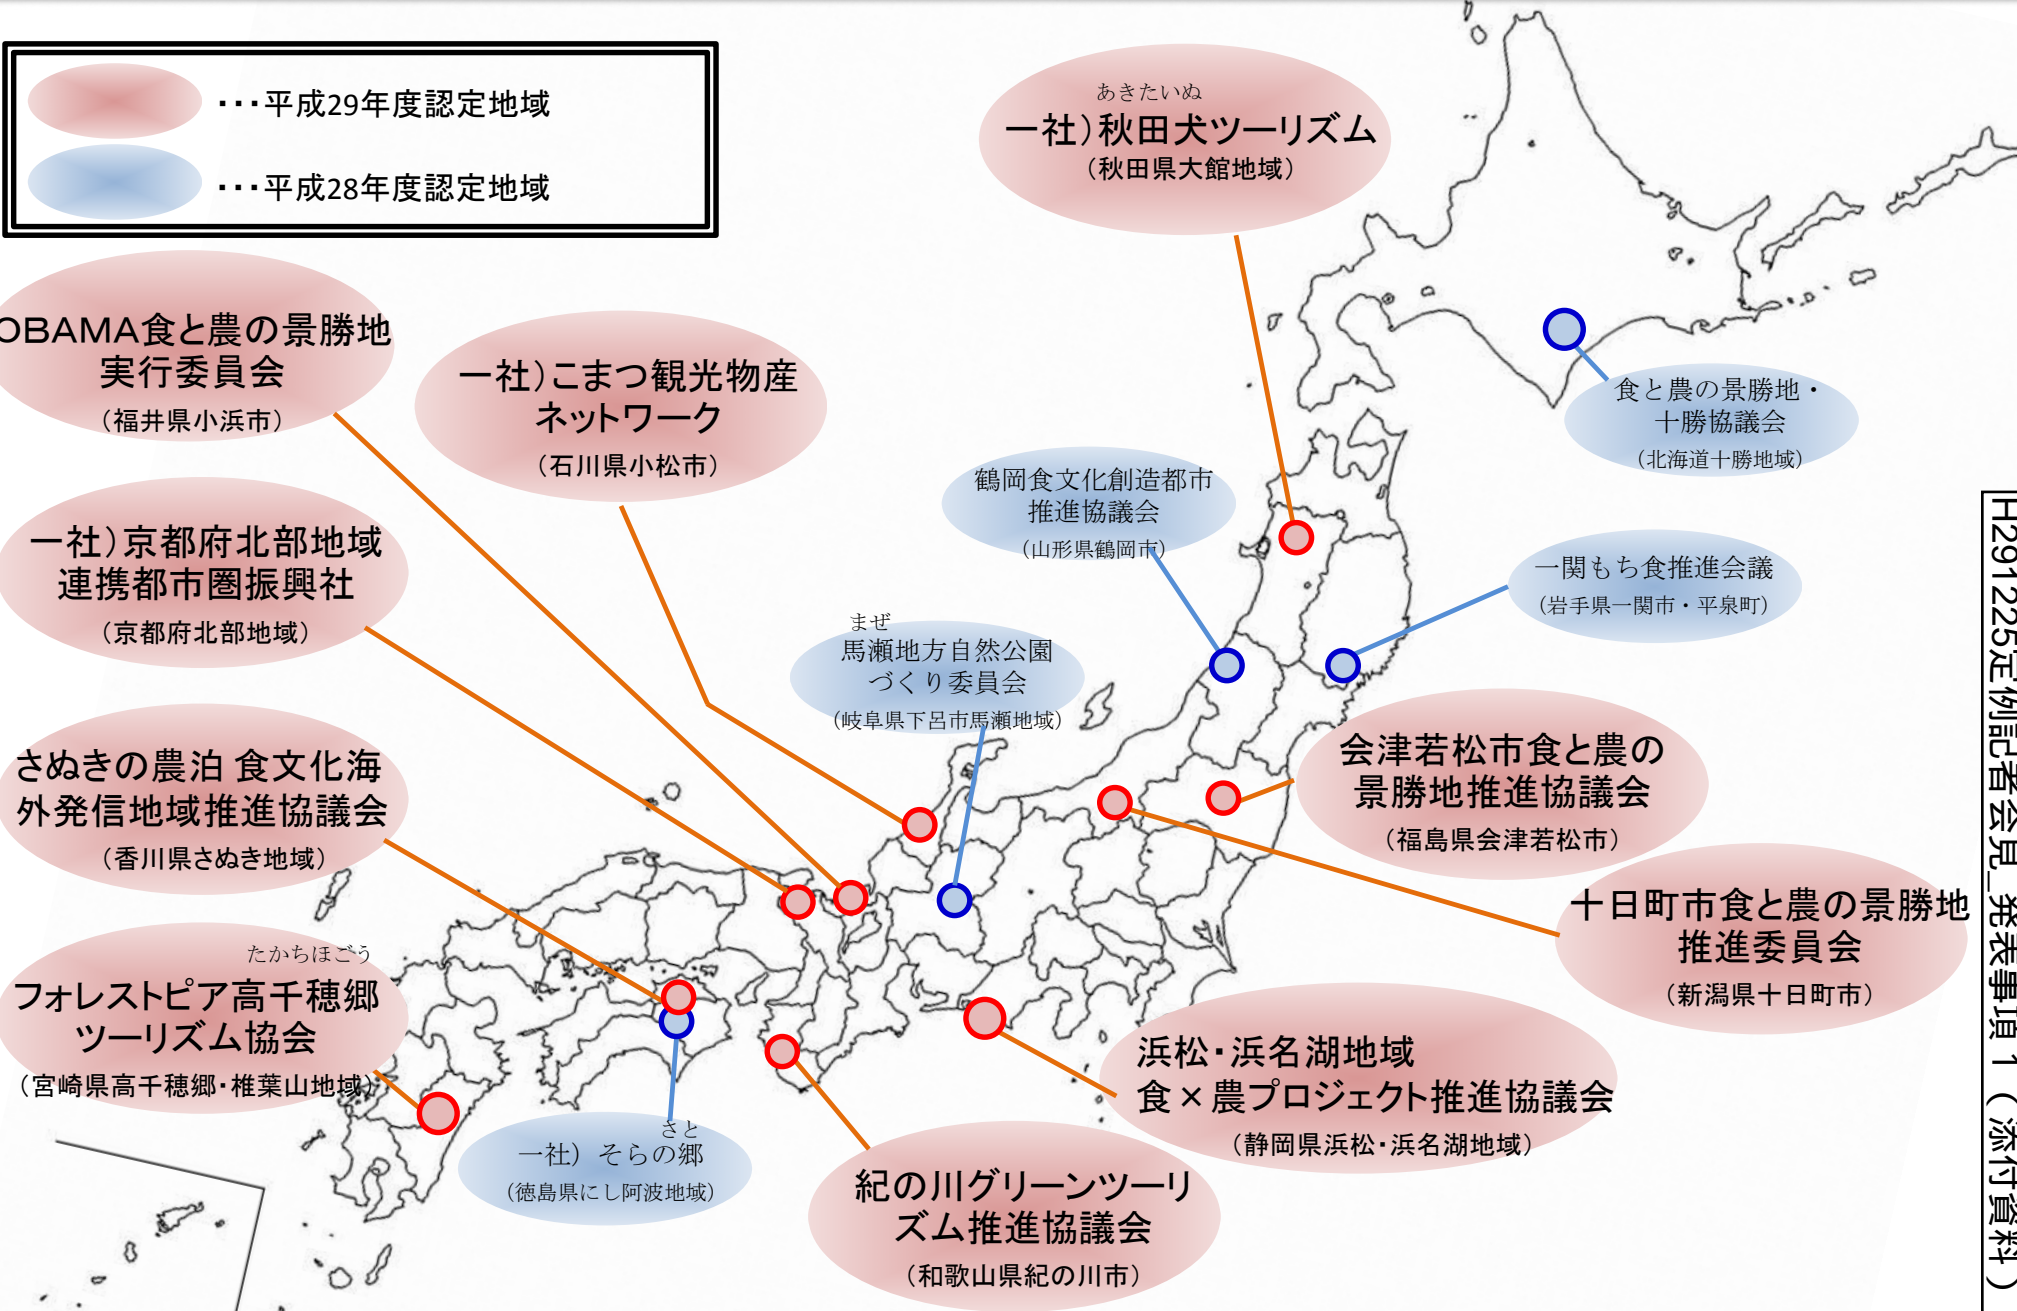 ･･･平成29年度認定地域
･･･平成28年度認定地域
あきたいぬ
一社）秋田犬ツーリズム
（秋田県大館地域）
OBAMA食と農の景勝地
実行委員会
（福井県小浜市）
一社）こまつ観光物産
ネットワーク
（石川県小松市）
食と農の景勝地・
十勝協議会
（北海道十勝地域）
鶴岡食文化創造都市
推進協議会
（山形県鶴岡市）
一社）京都府北部地域
連携都市圏振興社
（京都府北部地域）
一関もち食推進会議
（岩手県一関市・平泉町）
まぜ
馬瀬地方自然公園
づくり委員会
（岐阜県下呂市馬瀬地域）
さぬきの農泊 食文化海
外発信地域推進協議会
（香川県さぬき地域）
会津若松市食と農の
景勝地推進協議会
（福島県会津若松市）
十日町市食と農の景勝地
推進委員会
（新潟県十日町市）
たかちほごう
フォレストピア高千穂郷
ツーリズム協会
（宮崎県高千穂郷・椎葉山地域）
浜松・浜名湖地域
食×農プロジェクト推進協議会
（静岡県浜松・浜名湖地域）
さと
一社）そらの郷
（徳島県にし阿波地域）
紀の川グリーンツーリ
ズム推進協議会
（和歌山県紀の川市）
H291225定例記者会見_発表事項1（添付資料）